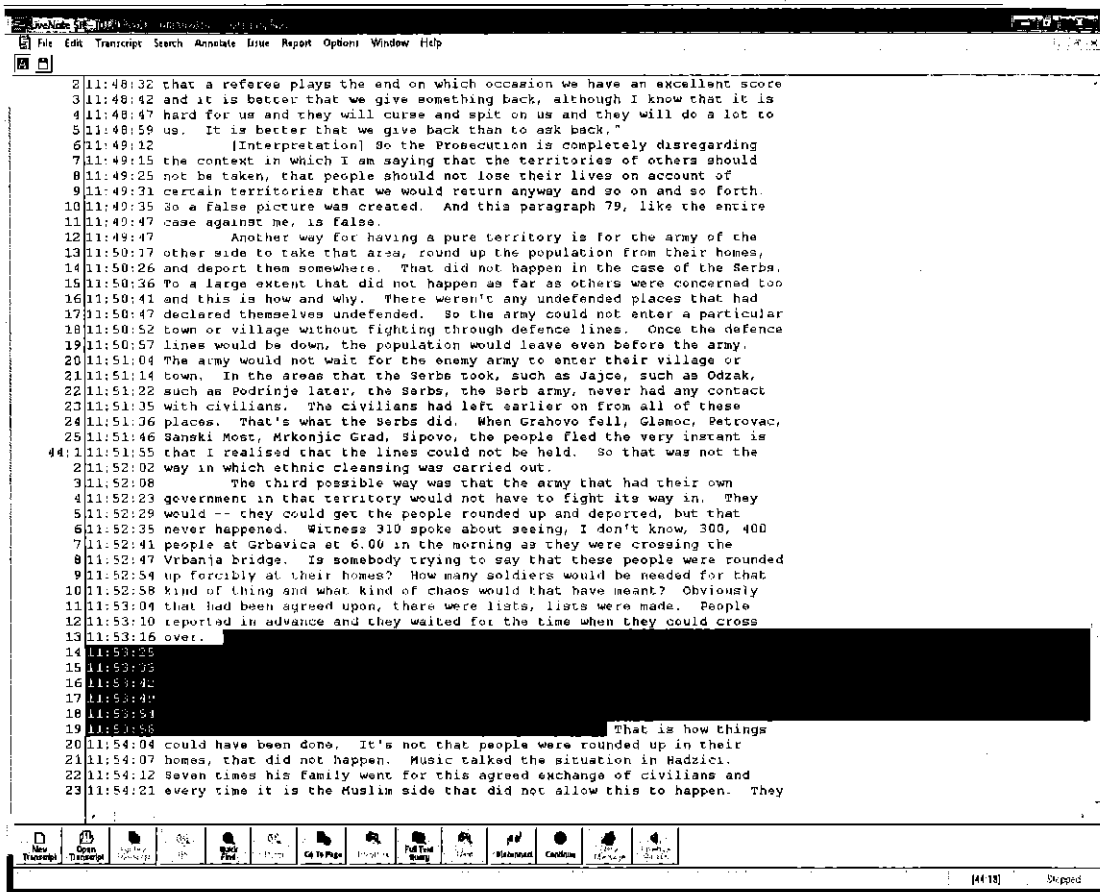 LiveNote
File Edit Transcript Search Annotate Issue Report Options Window Help
2 11:48:32 that a referee plays the end on which occasion we have an excellent score
3 11:48:42 and it is better that we give something back, although I know that it is
4 11:48:47 hard for us and they will curse and spit on us and they will do a lot to
5 11:48:59 us. It is better that we give back than to ask back,"
6 11:49:12 [Interpretation] So the Prosecution is completely disregarding
7 11:49:15 the context in which I am saying that the territories of others should
8 11:49:25 not be taken, that people should not lose their lives on account of
9 11:49:31 certain territories that we would return anyway and so on and so forth.
10 11:49:35 So a false picture was created. And this paragraph 79, like the entire
11 11:49:47 case against me, is false.
12 11:49:47 Another way for having a pure territory is for the army of the
13 11:50:17 other side to take that area, round up the population from their homes,
14 11:50:26 and deport them somewhere. That did not happen in the case of the Serbs.
15 11:50:36 To a large extent that did not happen as far as others were concerned too
16 11:50:41 and this is how and why. There weren't any undefended places that had
17 11:50:47 declared themselves undefended. So the army could not enter a particular
18 11:50:52 town or village without fighting through defence lines. Once the defence
19 11:50:57 lines would be down, the population would leave even before the army.
20 11:51:04 The army would not wait for the enemy army to enter their village or
21 11:51:14 town. In the areas that the Serbs took, such as Jajce, such as Odzak,
22 11:51:22 such as Podrinje later, the Serbs, the Serb army, never had any contact
23 11:51:35 with civilians. The civilians had left earlier on from all of these
24 11:51:36 places. That's what the Serbs did. When Grahovo fell, Glamoc, Petrovac,
25 11:51:46 Sanski Most, Mrkonjic Grad, Sipovo, the people fled the very instant is
44:1 11:51:55 that I realised that the lines could not be held. So that was not the
2 11:52:02 way in which ethnic cleansing was carried out.
3 11:52:08 The third possible way was that the army that had their own
4 11:52:23 government in that territory would not have to fight its way in. They
5 11:52:29 would -- they could get the people rounded up and deported, but that
6 11:52:35 never happened. Witness 310 spoke about seeing, I don't know, 300, 400
7 11:52:41 people at Grbavica at 6.00 in the morning as they were crossing the
8 11:52:47 Vrbanja bridge. Is somebody trying to say that these people were rounded
9 11:52:54 up forcibly at their homes? How many soldiers would be needed for that
10 11:52:58 kind of thing and what kind of chaos would that have meant? Obviously
11 11:53:04 that had been agreed upon, there were lists, lists were made. People
12 11:53:10 reported in advance and they waited for the time when they could cross
13 11:53:16 over.
14 11:53:25
15 11:53:33
16 11:53:42
17 11:53:49
18 11:53:54
19 11:53:56 That is how things
20 11:54:04 could have been done. It's not that people were rounded up in their
21 11:54:07 homes, that did not happen. Music talked the situation in Hadzici.
22 11:54:12 Seven times his family went for this agreed exchange of civilians and
23 11:54:21 every time it is the Muslim side that did not allow this to happen. They
New Transcript Open Transcript Quick Find Go To Page Full Text Query Disconnect Continue
[44:18] Stopped